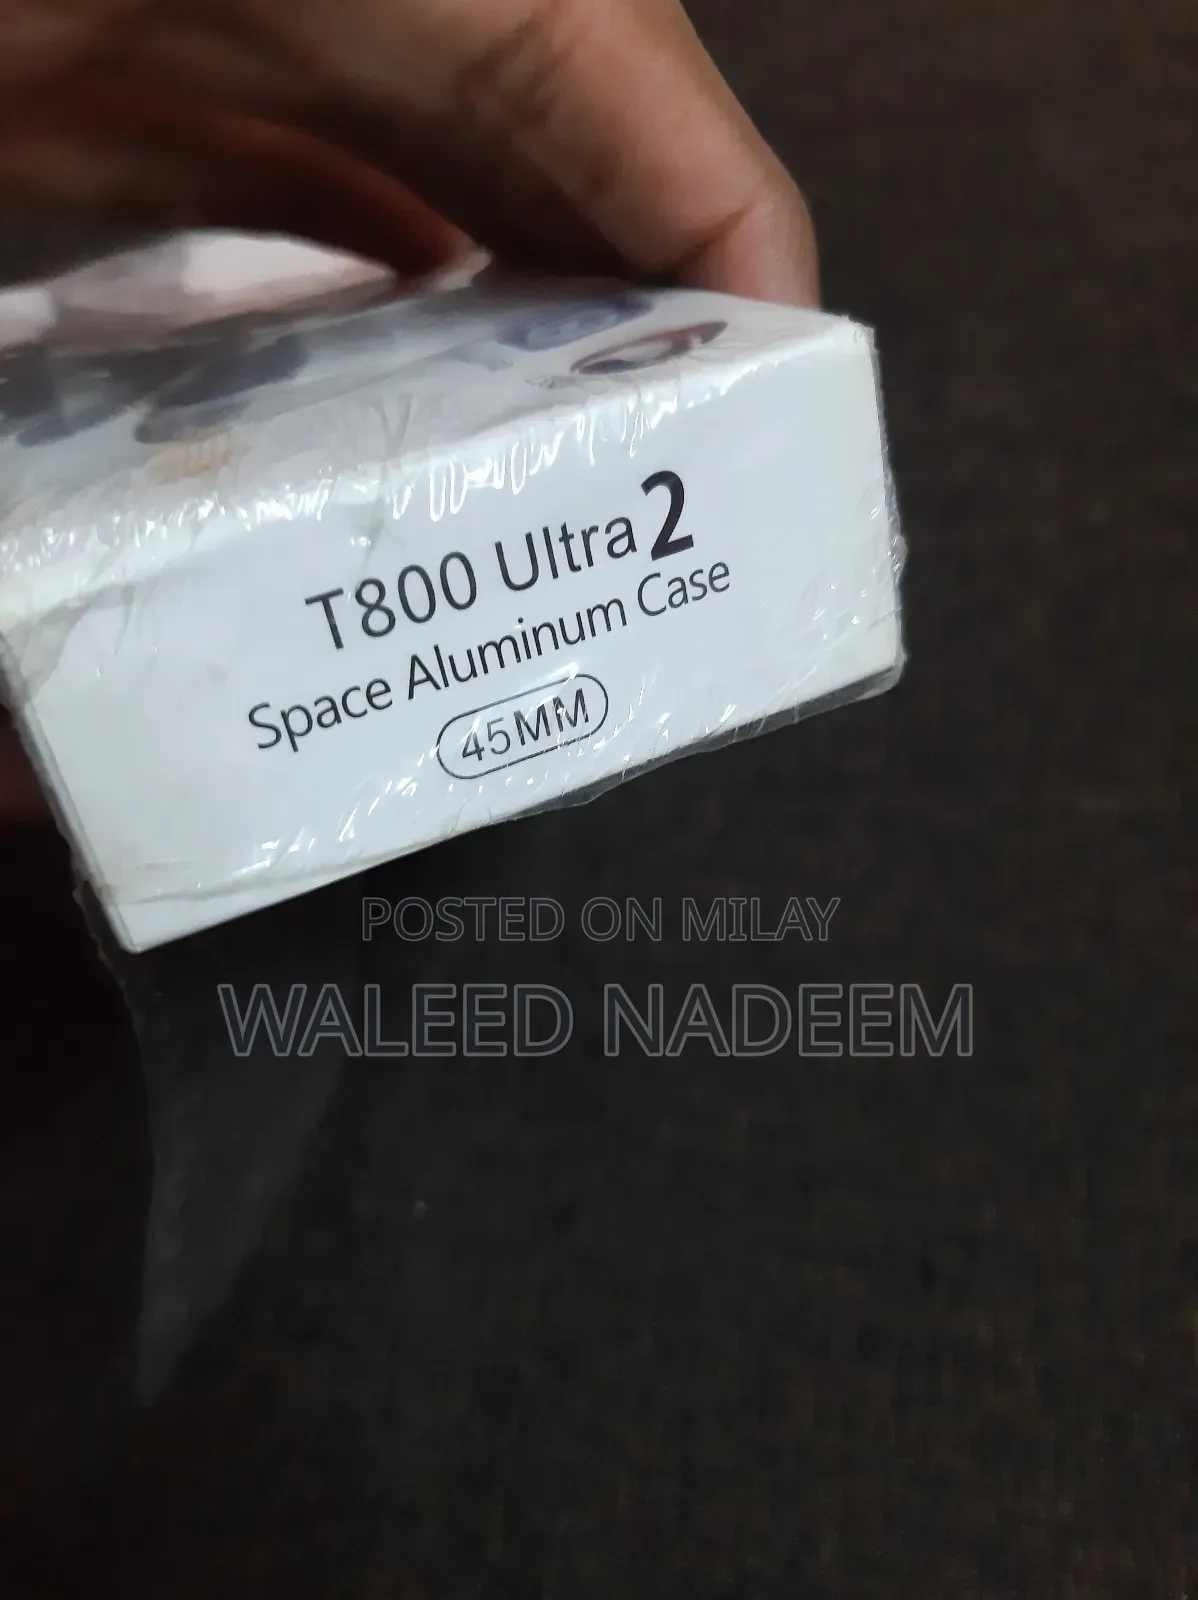 T800 Ultra 2
Space Aluminum Case
45MM
POSTED ON MILAY
WALEED NADEEM